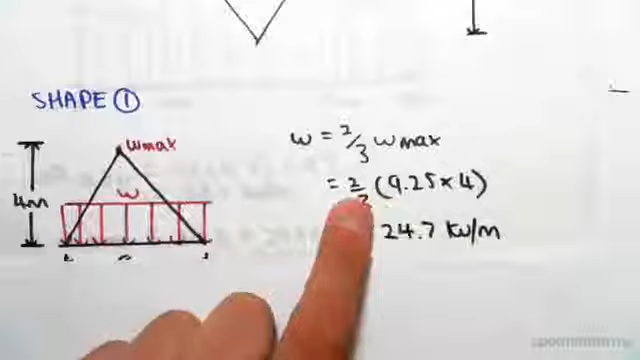 SHAPE ①
w = 2/3 wmax
wmax
= 2/3 (9.25 x 4)
w
4m
24.7 kN/m